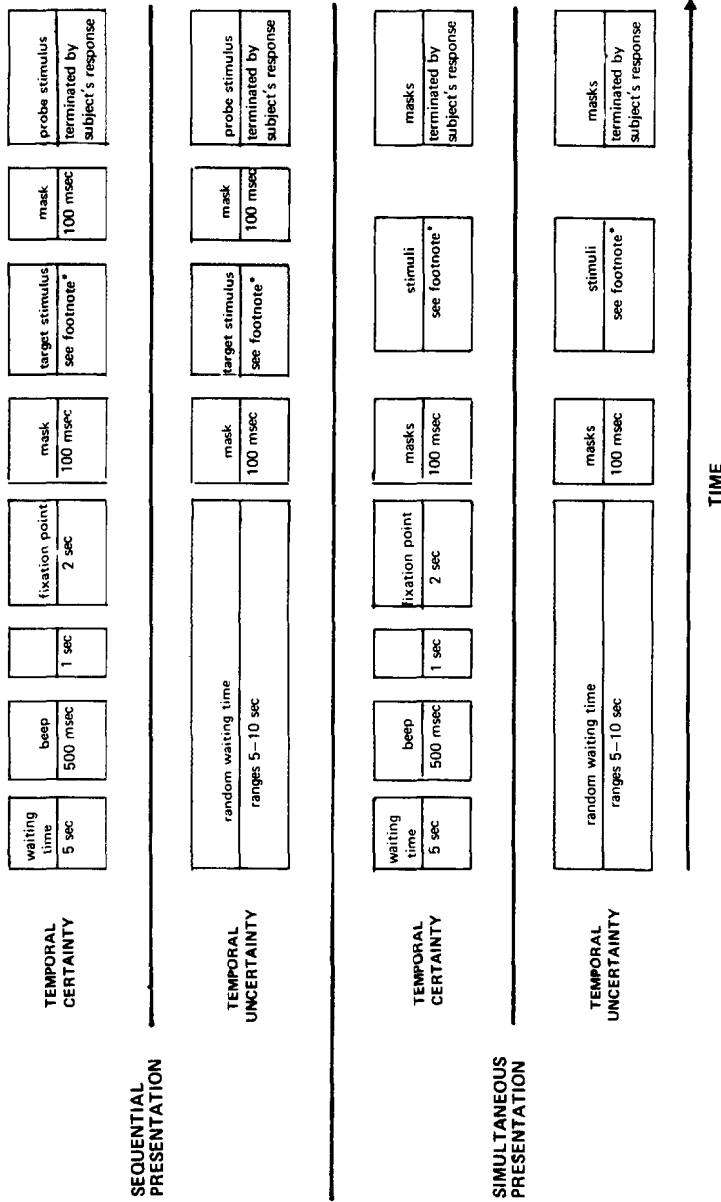 SEQUENTIAL
PRESENTATION
TEMPORAL
CERTAINTY
waiting
time
5 sec
beep
500 msec
1 sec
fixation point
2 sec
mask
100 msec
target stimulus
see footnote*
mask
100 msec
probe stimulus
terminated by
subject's response
TEMPORAL
UNCERTAINTY
random waiting time
ranges 5–10 sec
mask
100 msec
target stimulus
see footnote*
mask
100 msec
probe stimulus
terminated by
subject's response
SIMULTANEOUS
PRESENTATION
TEMPORAL
CERTAINTY
waiting
time
5 sec
beep
500 msec
1 sec
fixation point
2 sec
masks
100 msec
stimuli
see footnote*
masks
terminated by
subject's response
TEMPORAL
UNCERTAINTY
random waiting time
ranges 5–10 sec
masks
100 msec
stimuli
see footnote*
masks
terminated by
subject's response
TIME